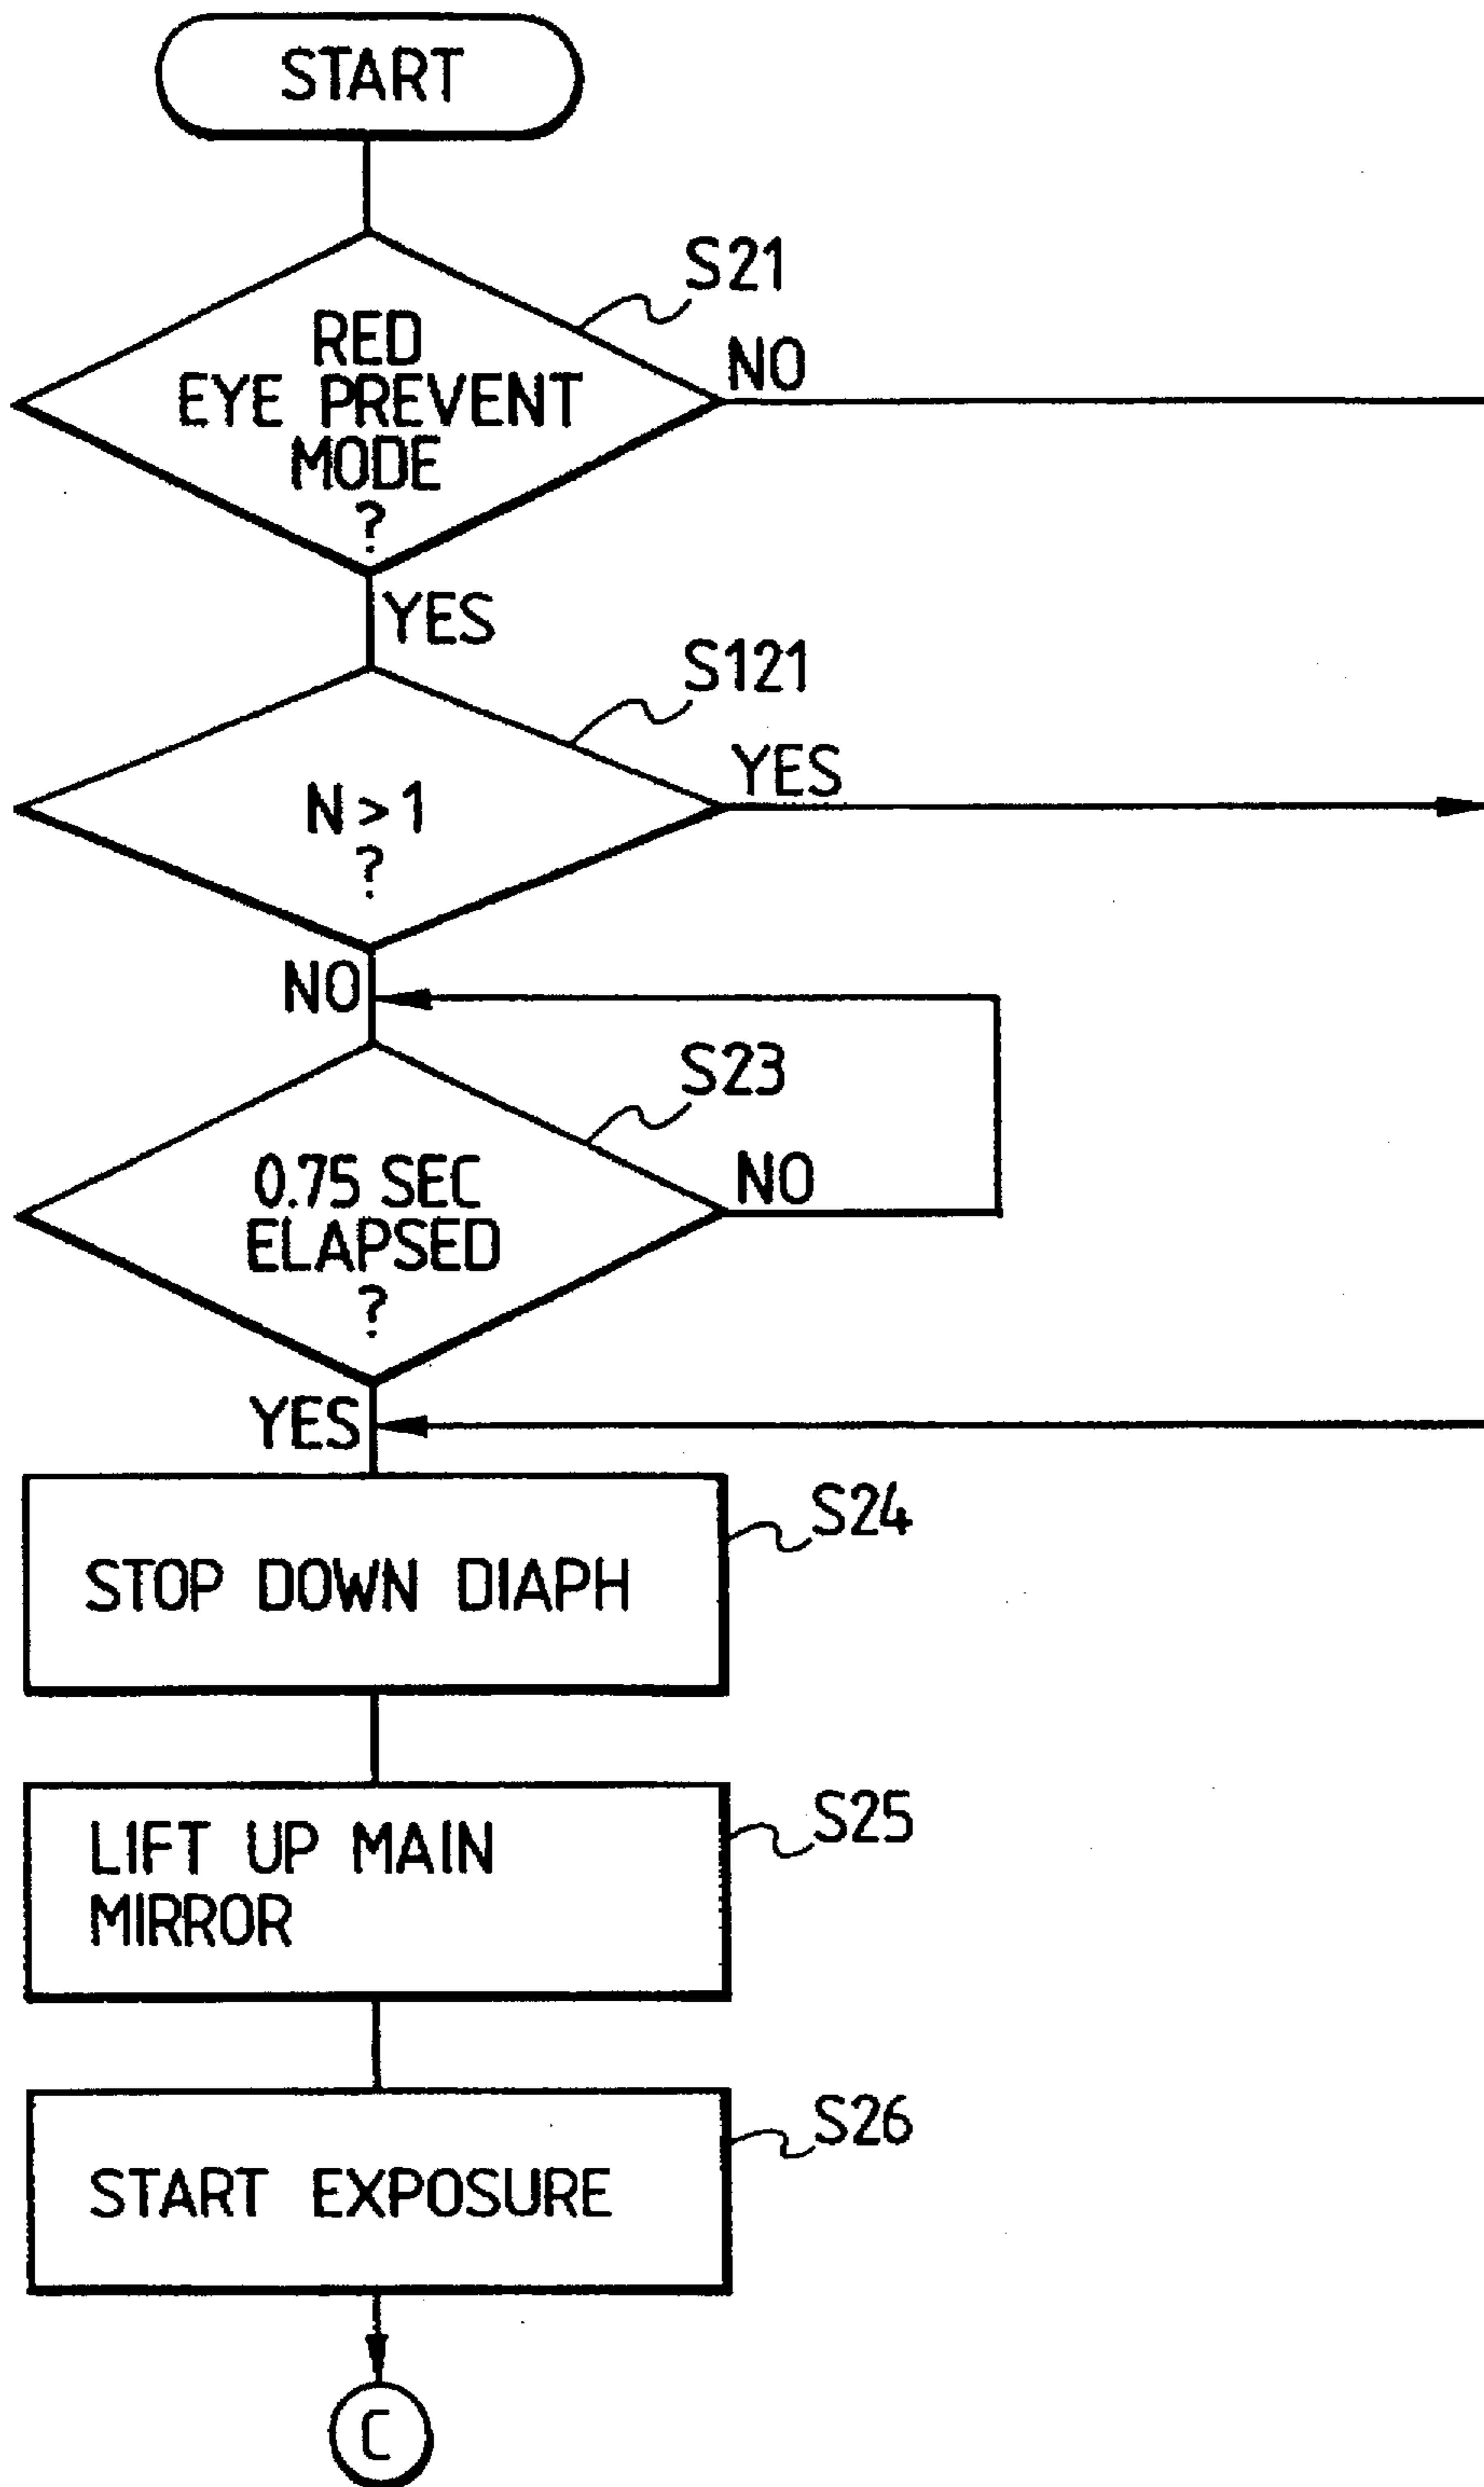 START
S21
RED
EYE PREVENT
MODE
?
NO
YES
S121
N > 1
?
YES
NO
S23
0.75 SEC
ELAPSED
?
NO
YES
S24
STOP DOWN DIAPH
S25
LIFT UP MAIN
MIRROR
S26
START EXPOSURE
C